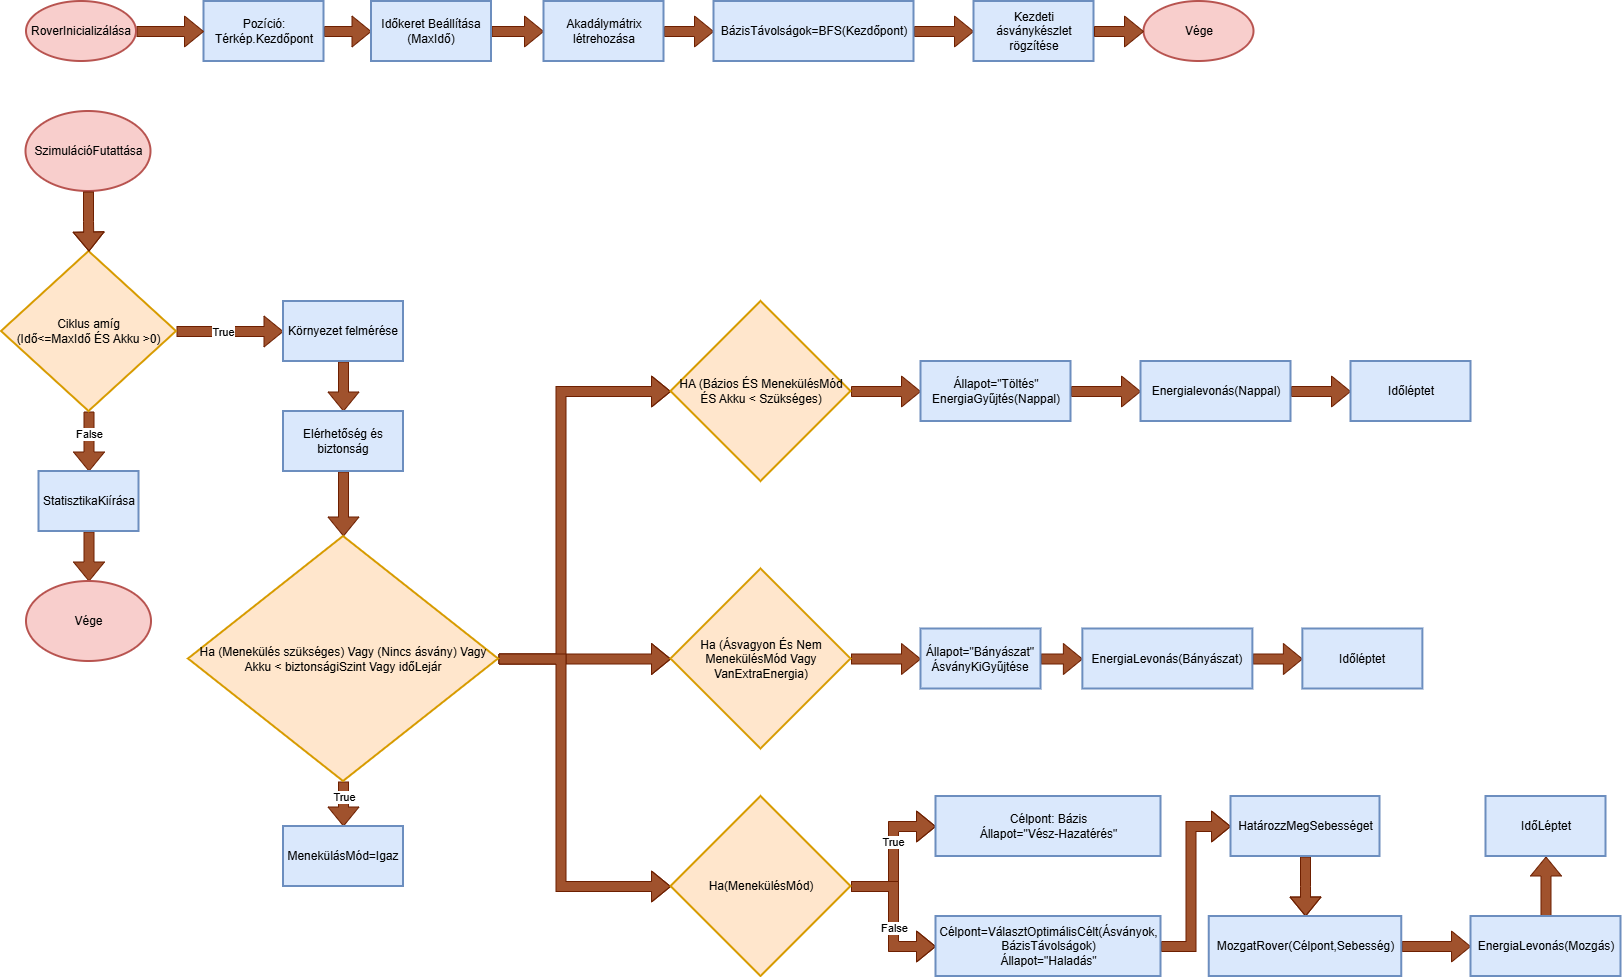 RoverInicializálása
Pozíció:
Térkép.Kezdőpont
Időkeret Beállítása
(MaxIdő)
Akadálymátrix
létrehozása
BázisTávolságok=BFS(Kezdőpont)
Kezdeti
ásványkészlet
rögzítése
Vége
SzimulációFutattása
Ciklus amíg
(Idő<=MaxIdő ÉS Akku >0)
True
False
StatisztikaKiírása
Vége
Környezet felmérése
Elérhetőség és
biztonság
Ha (Menekülés szükséges) Vagy (Nincs ásvány) Vagy
Akku < biztonságiSzint Vagy időLejár
True
MenekülásMód=Igaz
HA (Bázios ÉS MenekülésMód
ÉS Akku < Szükséges)
Állapot="Töltés"
EnergiaGyűjtés(Nappal)
Energialevonás(Nappal)
Időléptet
Ha (Ásvagyon És Nem
MenekülésMód Vagy
VanExtraEnergia)
Állapot="Bányászat"
ÁsványKiGyűjtése
EnergiaLevonás(Bányászat)
Időléptet
Ha(MenekülésMód)
True
Célpont: Bázis
Állapot="Vész-Hazatérés"
False
Célpont=VálasztOptimálisCélt(Ásványok,
BázisTávolságok)
Állapot="Haladás"
HatározzMegSebességet
MozgatRover(Célpont,Sebesség)
EnergiaLevonás(Mozgás)
IdőLéptet